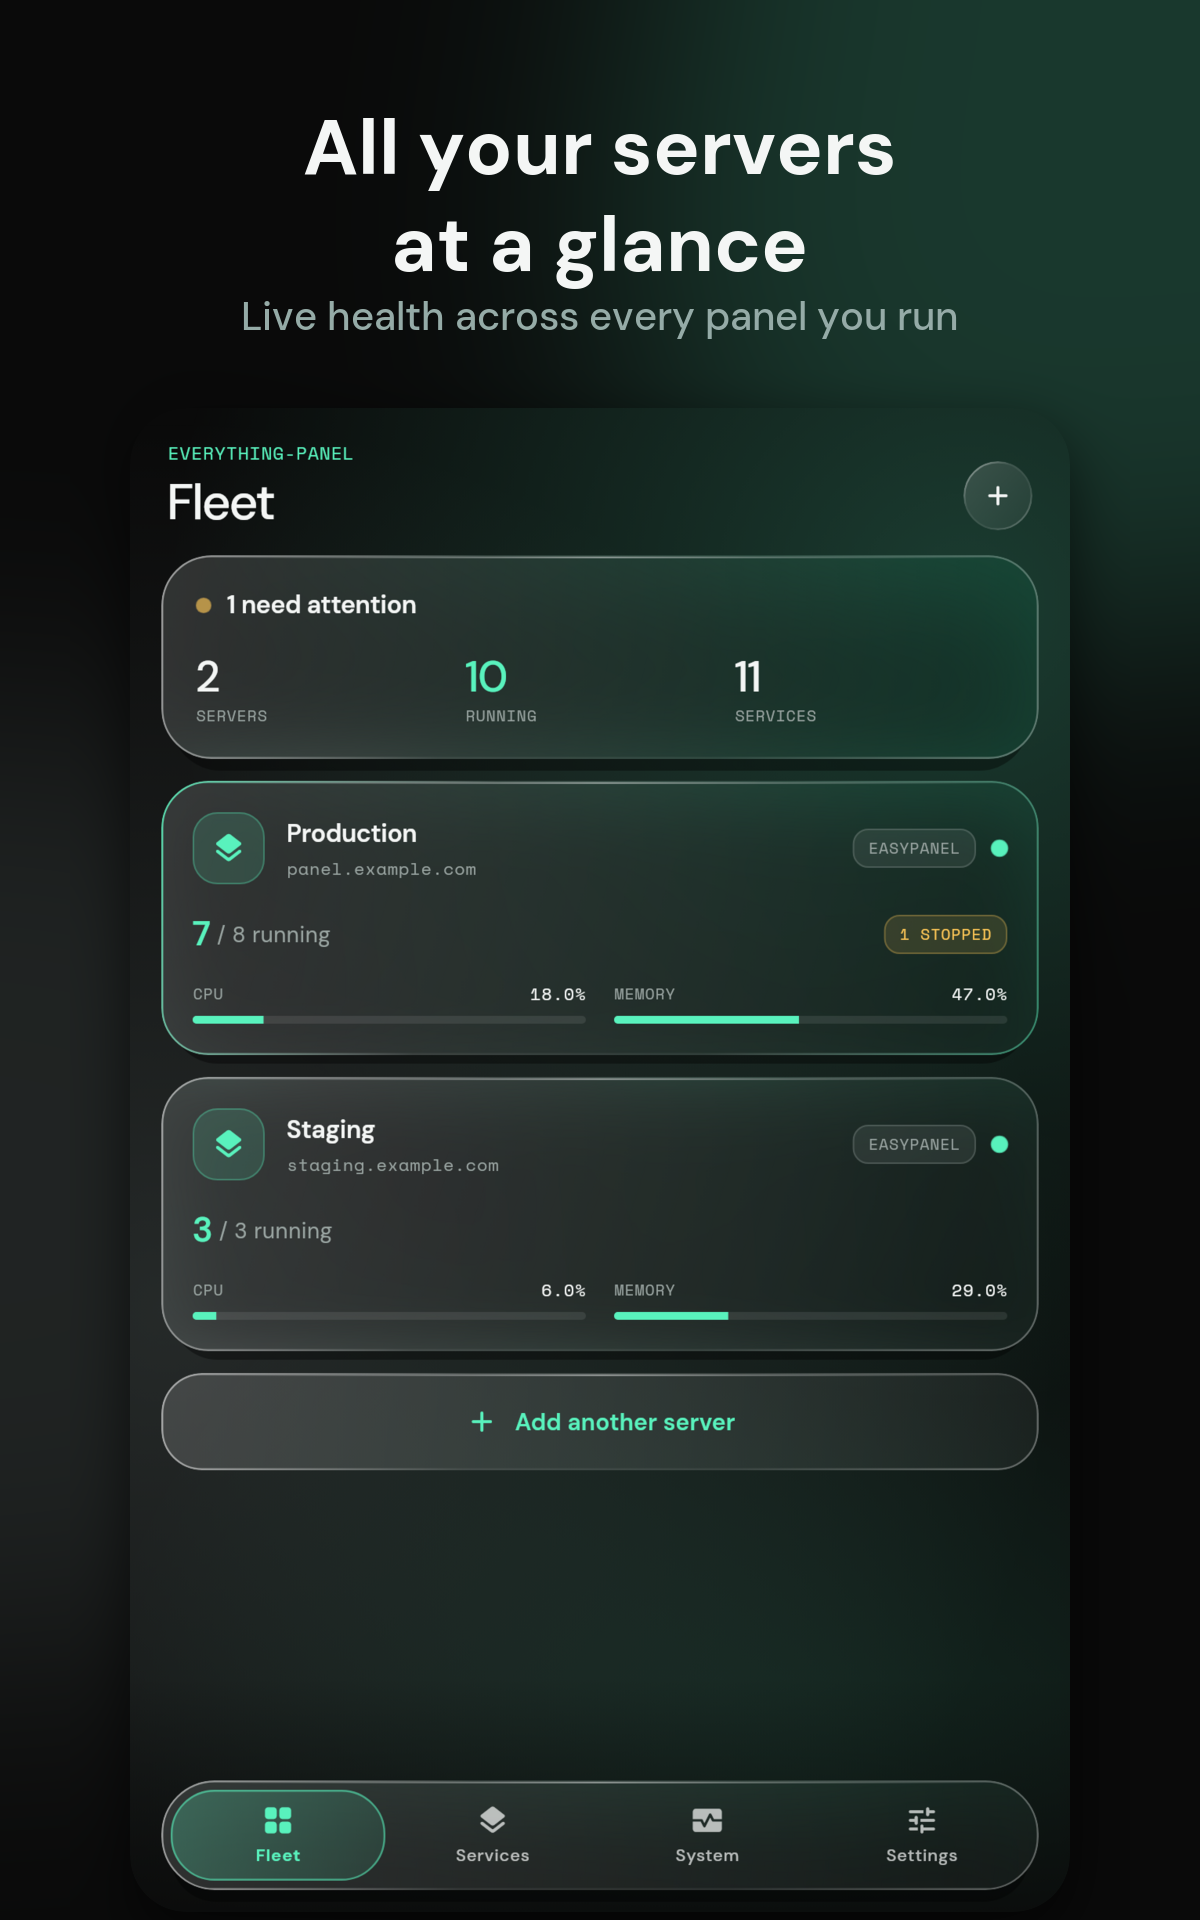 All your servers
at a glance
Live health across every panel you run
EVERYTHING-PANEL
Fleet
1 need attention
2 10 11
SERVERS RUNNING SERVICES
Production
panel.example.com
EASYPANEL
7 / 8 running
1 STOPPED
CPU 18.0% MEMORY 47.0%
Staging
staging.example.com
EASYPANEL
3 / 3 running
CPU 6.0% MEMORY 29.0%
Add another server
Fleet Services System Settings